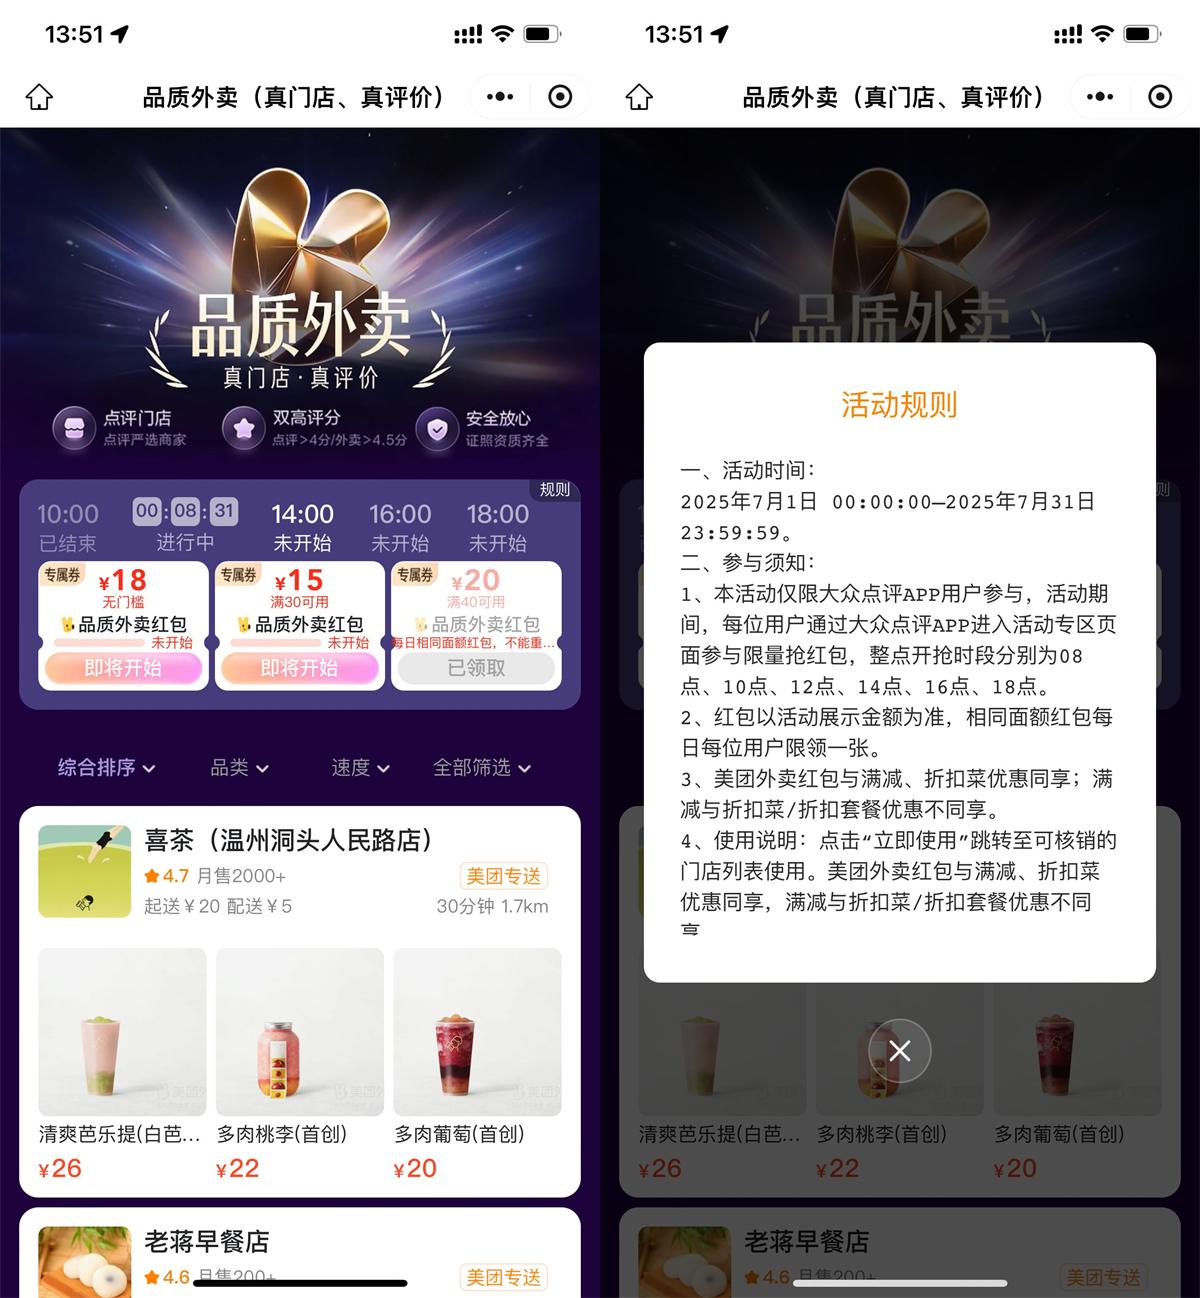 13:51
品质外卖（真门店、真评价）
品质外卖
真门店·真评价
点评门店
点评严选商家
双高评分
点评>4分/外卖>4.5分
安全放心
证照资质齐全
规则
10:00
已结束
00:08:31
进行中
14:00
未开始
16:00
未开始
18:00
未开始
专属券
¥18
无门槛
品质外卖红包
未开始
即将开始
专属券
¥15
满30可用
品质外卖红包
未开始
即将开始
专属券
¥20
满40可用
品质外卖红包
每日相同面额红包，不能重...
已领取
综合排序
品类
速度
全部筛选
喜茶（温州洞头人民路店）
4.7 月售2000+
美团专送
起送¥20 配送¥5
30分钟 1.7km
清爽芭乐提(白芭...
¥26
多肉桃李(首创)
¥22
多肉葡萄(首创)
¥20
老蒋早餐店
4.6 月售200+
美团专送
13:51
品质外卖（真门店、真评价）
品质外卖
活动规则
一、活动时间：
2025年7月1日 00:00:00—2025年7月31日
23:59:59。
二、参与须知：
1、本活动仅限大众点评APP用户参与，活动期
间，每位用户通过大众点评APP进入活动专区页
面参与限量抢红包，整点开抢时段分别为08
点、10点、12点、14点、16点、18点。
2、红包以活动展示金额为准，相同面额红包每
日每位用户限领一张。
3、美团外卖红包与满减、折扣菜优惠同享；满
减与折扣菜/折扣套餐优惠不同享。
4、使用说明：点击“立即使用”跳转至可核销的
门店列表使用。美团外卖红包与满减、折扣菜
优惠同享，满减与折扣菜/折扣套餐优惠不同
享
则
清爽芭乐提(白芭...
¥26
多肉桃李(首创)
¥22
多肉葡萄(首创)
¥20
老蒋早餐店
4.6 月售200+
美团专送